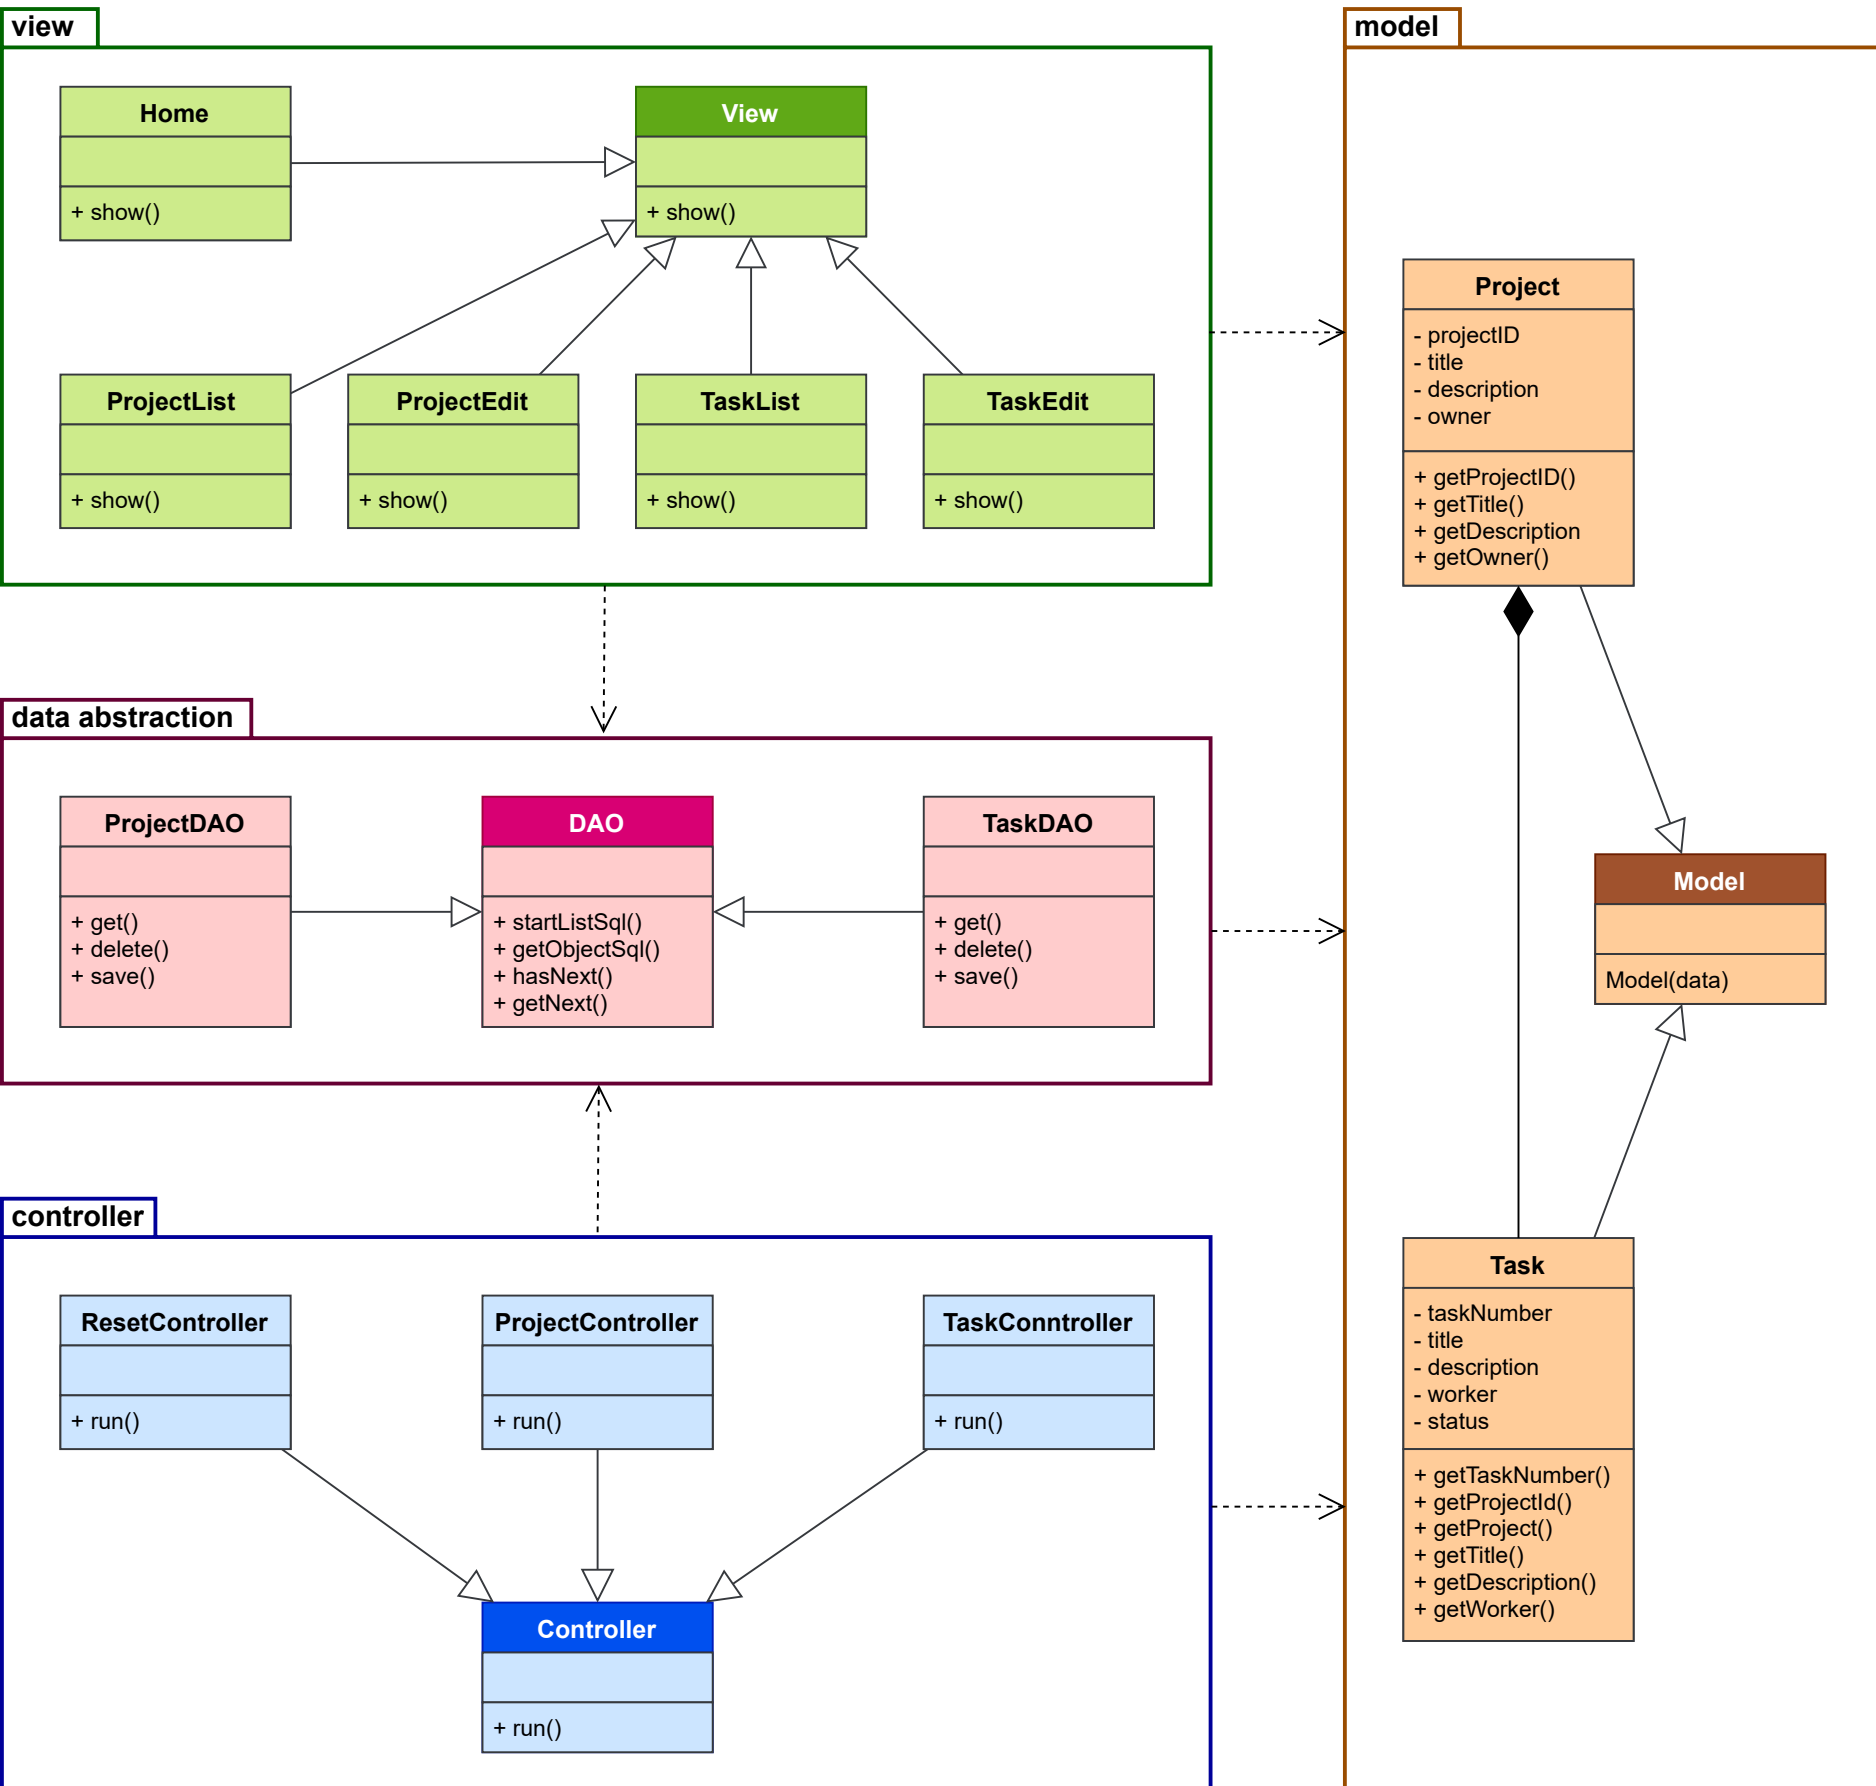 view
Home
+ show()
View
+ show()
ProjectList
+ show()
ProjectEdit
+ show()
TaskList
+ show()
TaskEdit
+ show()
data abstraction
ProjectDAO
+ get()
+ delete()
+ save()
DAO
+ startListSql()
+ getObjectSql()
+ hasNext()
+ getNext()
TaskDAO
+ get()
+ delete()
+ save()
controller
ResetController
+ run()
ProjectController
+ run()
TaskConntroller
+ run()
Controller
+ run()
model
Project
- projectID
- title
- description
- owner
+ getProjectID()
+ getTitle()
+ getDescription
+ getOwner()
Model
Model(data)
Task
- taskNumber
- title
- description
- worker
- status
+ getTaskNumber()
+ getProjectId()
+ getProject()
+ getTitle()
+ getDescription()
+ getWorker()